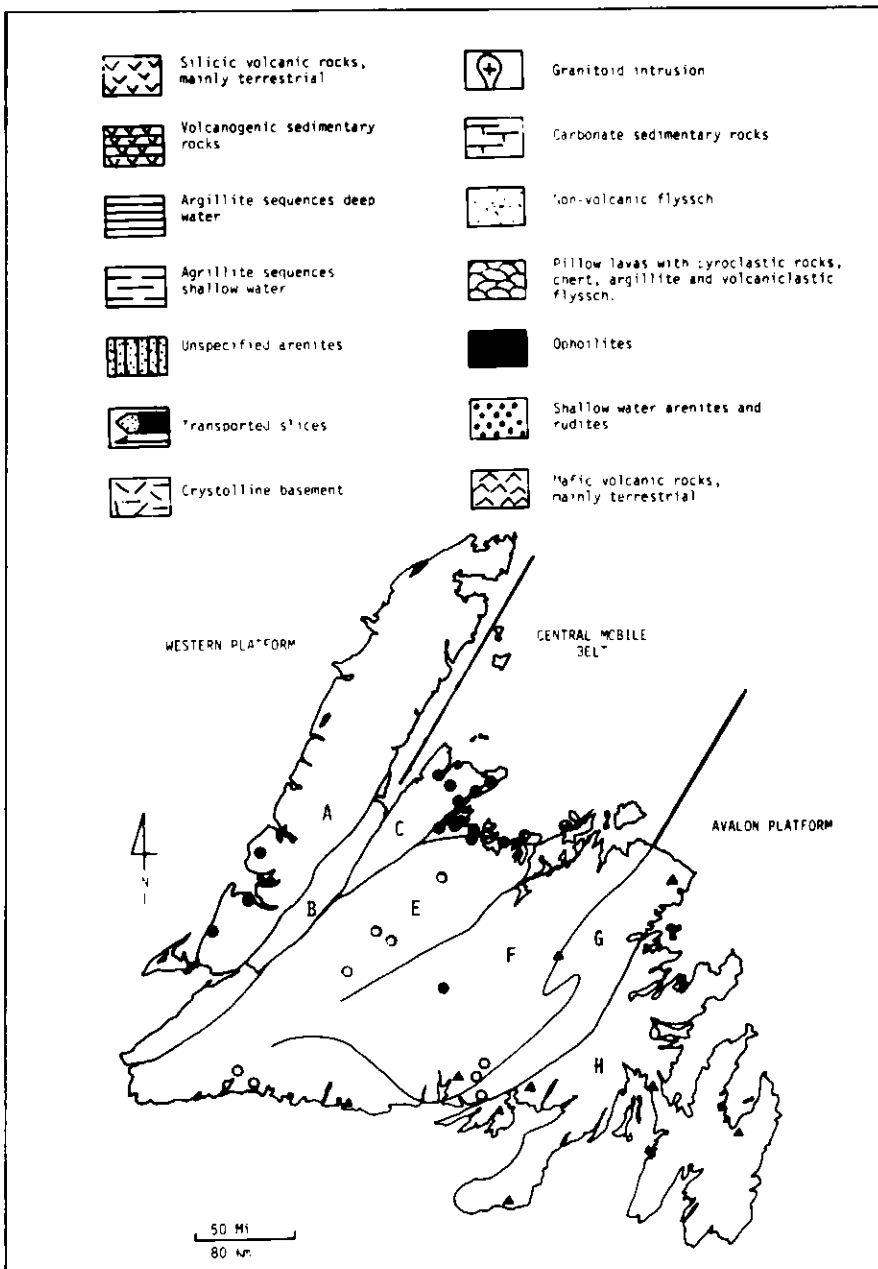 Silicic volcanic rocks,
mainly terrestrial
Volcanogenic sedimentary
rocks
Argillite sequences deep
water
Agrillite sequences
shallow water
Unspecified arenites
Transported slices
Crystolline basement
Granitoid intrusion
Carbonate sedimentary rocks
Non-volcanic flyssch
Pillow lavas with pyroclastic rocks,
chert, argillite and volcaniclastic
flyssch.
Ophoilites
Shallow water arenites and
rudites
Mafic volcanic rocks,
mainly terrestrial
WESTERN PLATFORM
CENTRAL MOBILE
BELT
AVALON PLATFORM
A
B
C
E
F
G
H
N
50 Mi
80 Km